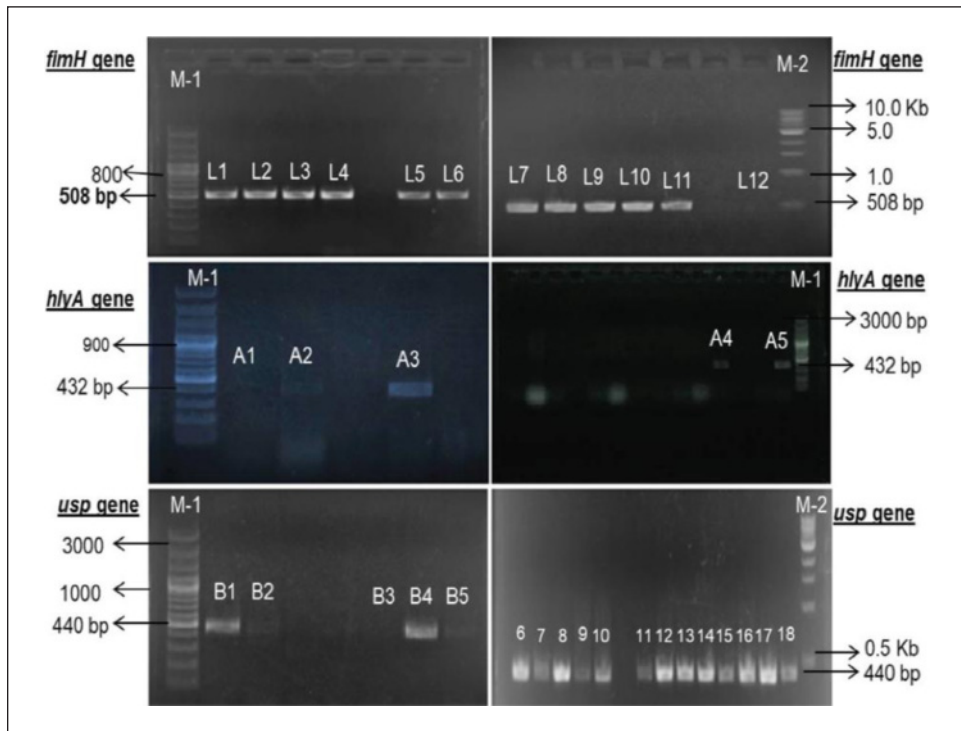 fimH gene
M-1
800
508 bp
L1 L2 L3 L4 L5 L6
M-2
fimH gene
10.0 Kb
5.0
1.0
508 bp
L7 L8 L9 L10 L11 L12
hlyA gene
M-1
900
432 bp
A1 A2 A3
M-1
hlyA gene
3000 bp
432 bp
A4 A5
usp gene
M-1
3000
1000
440 bp
B1 B2 B3 B4 B5
M-2
usp gene
0.5 Kb
440 bp
6 7 8 9 10 11 12 13 14 15 16 17 18